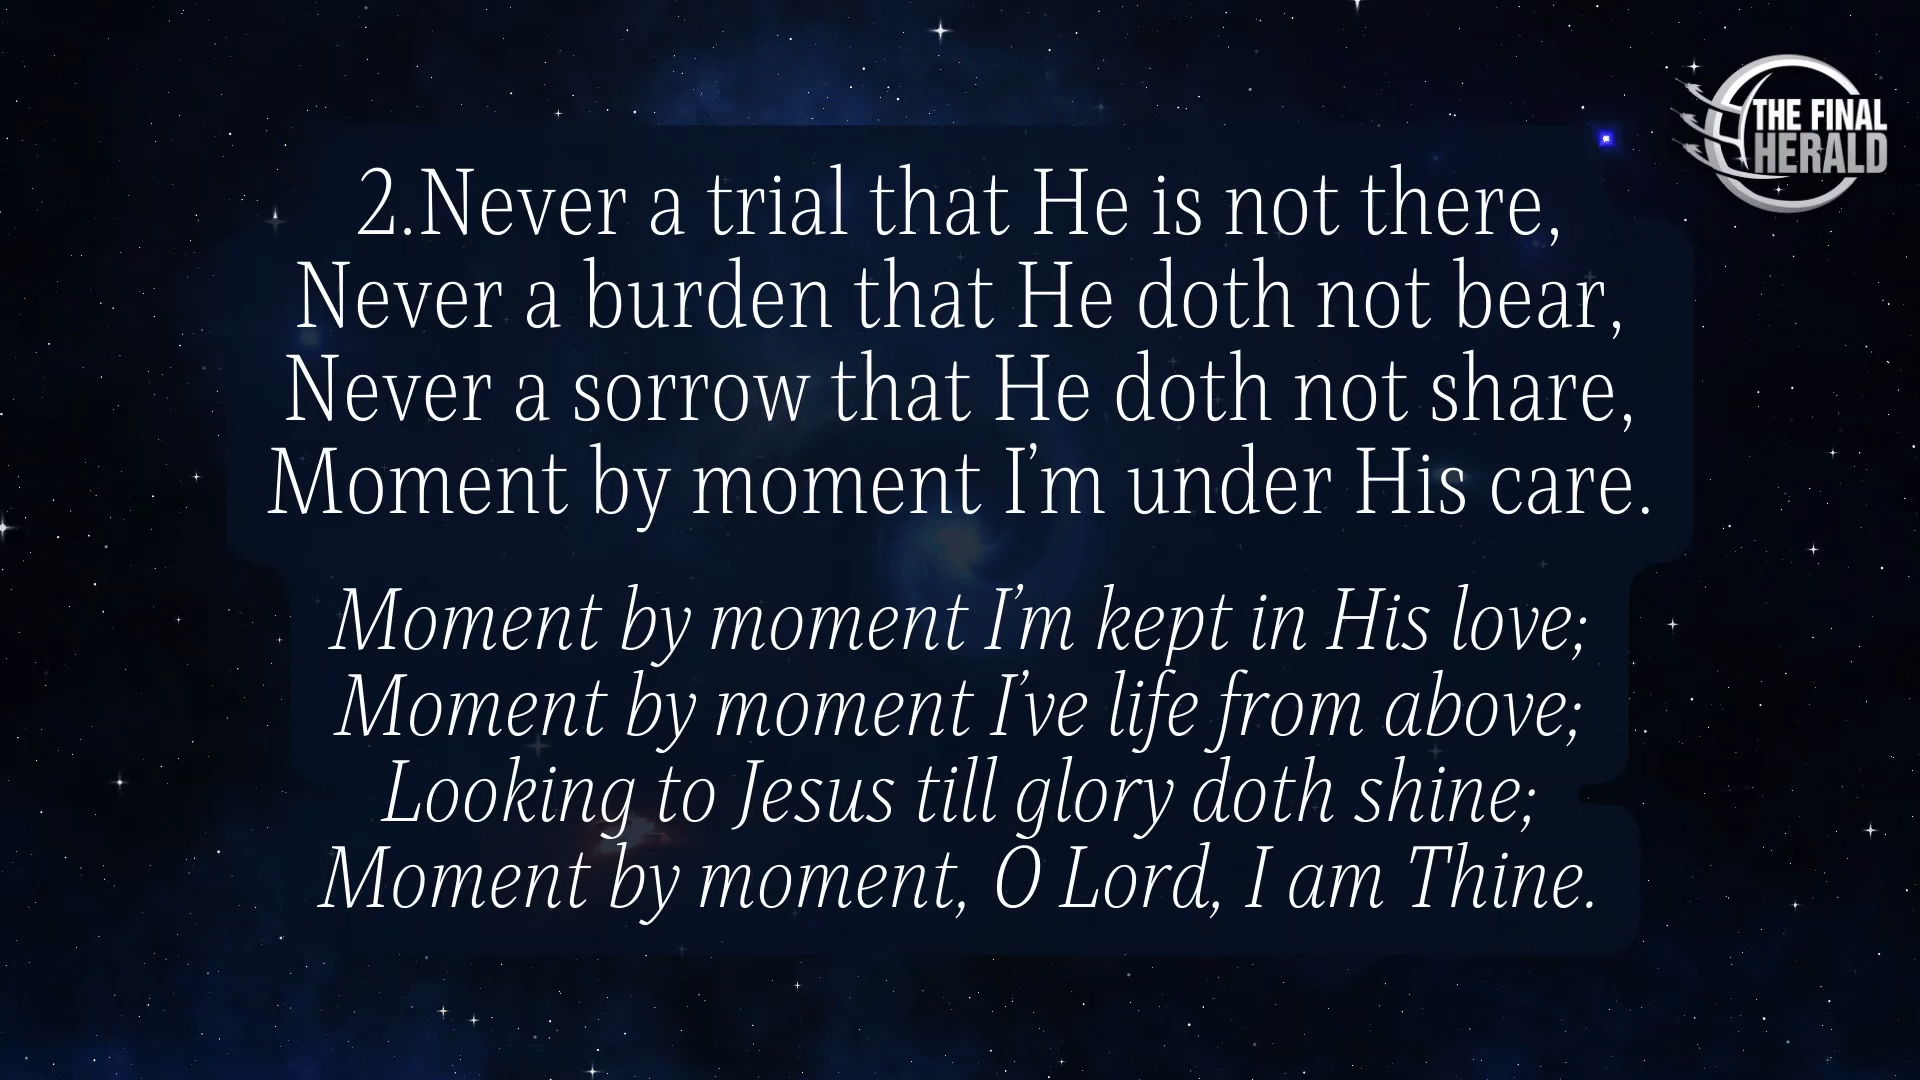 THE FINAL
HERALD
2.Never a trial that He is not there,
Never a burden that He doth not bear,
Never a sorrow that He doth not share,
Moment by moment I’m under His care.
Moment by moment I’m kept in His love;
Moment by moment I’ve life from above;
Looking to Jesus till glory doth shine;
Moment by moment, O Lord, I am Thine.